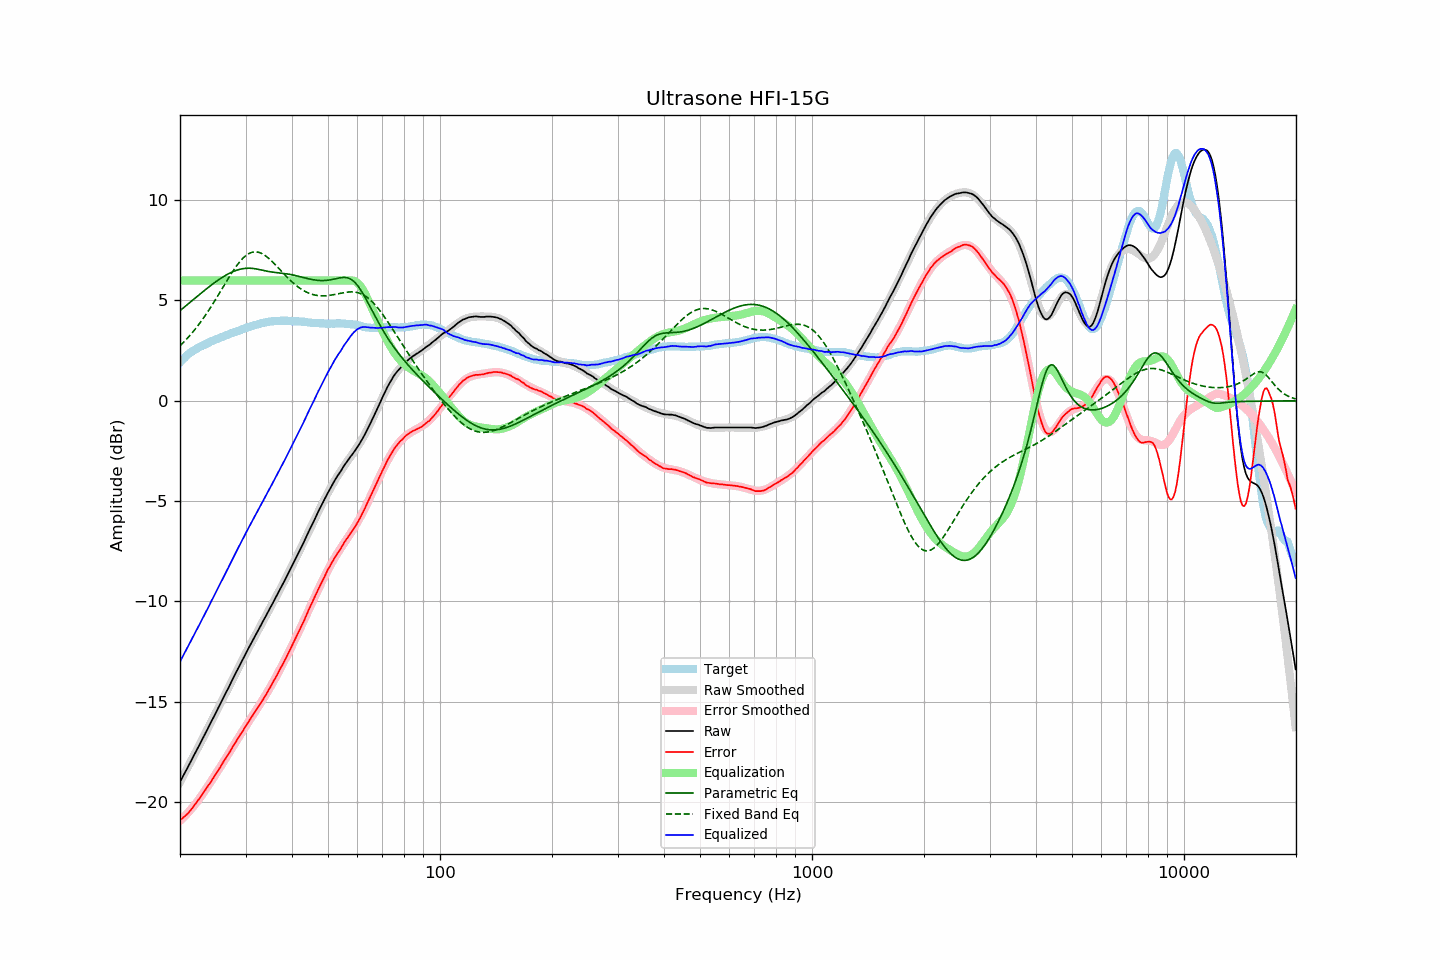 Ultrasone HFI-15G
Amplitude (dBr)
10
5
0
−5
−10
−15
−20
Target
Raw Smoothed
Error Smoothed
Raw
Error
Equalization
Parametric Eq
Fixed Band Eq
Equalized
100
1000
10000
Frequency (Hz)